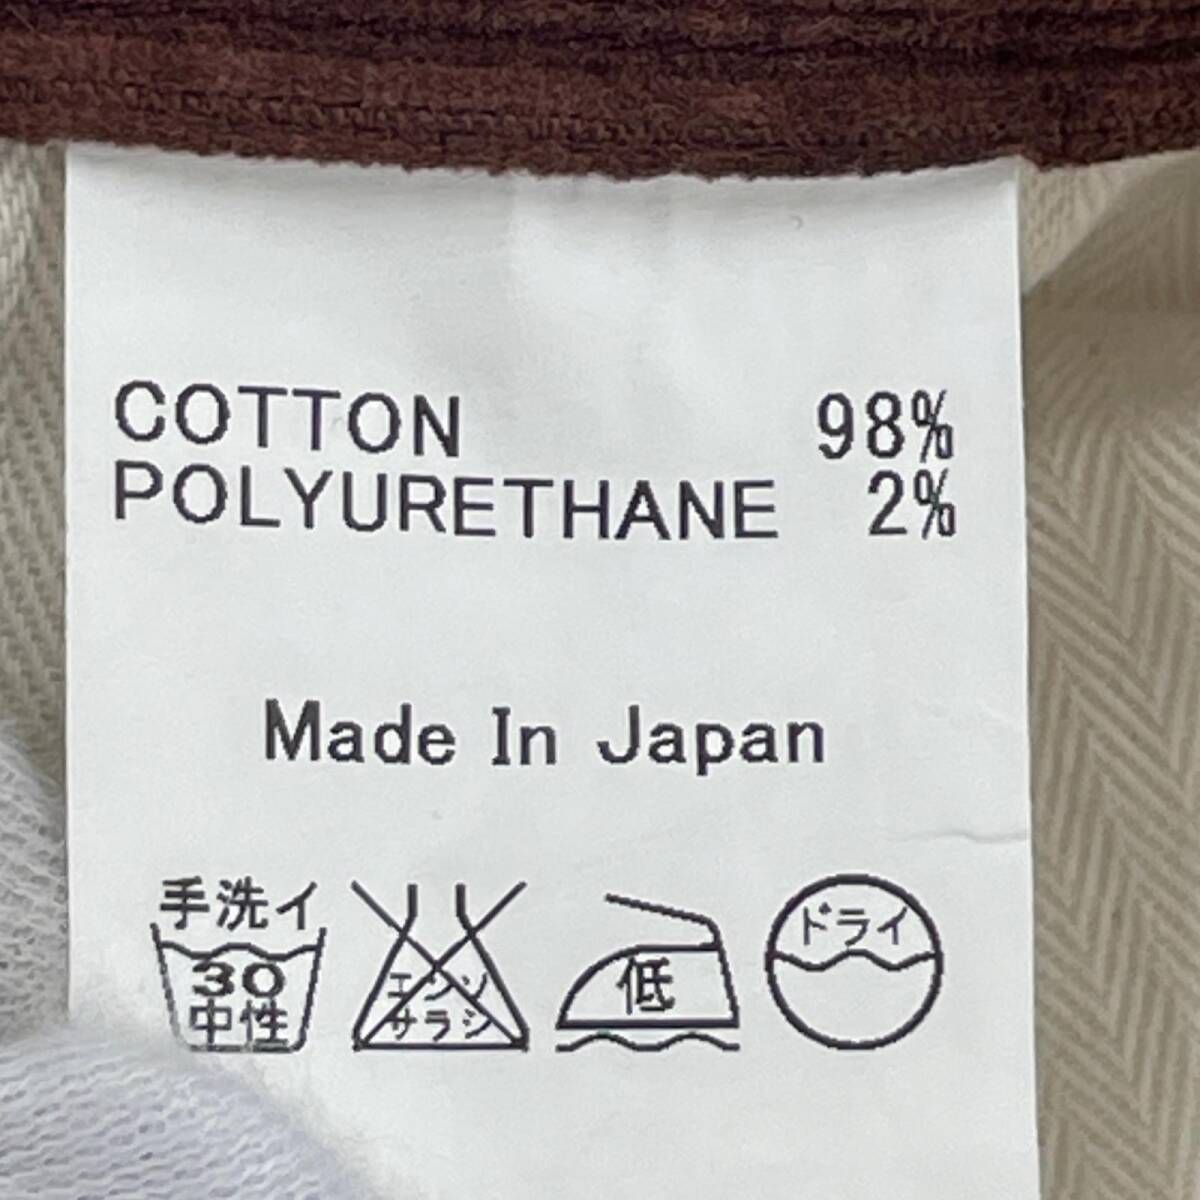 COTTON 98%
POLYURETHANE 2%
Made In Japan
手洗イ
30
中性
エンソ
サラシ
低
ドライ